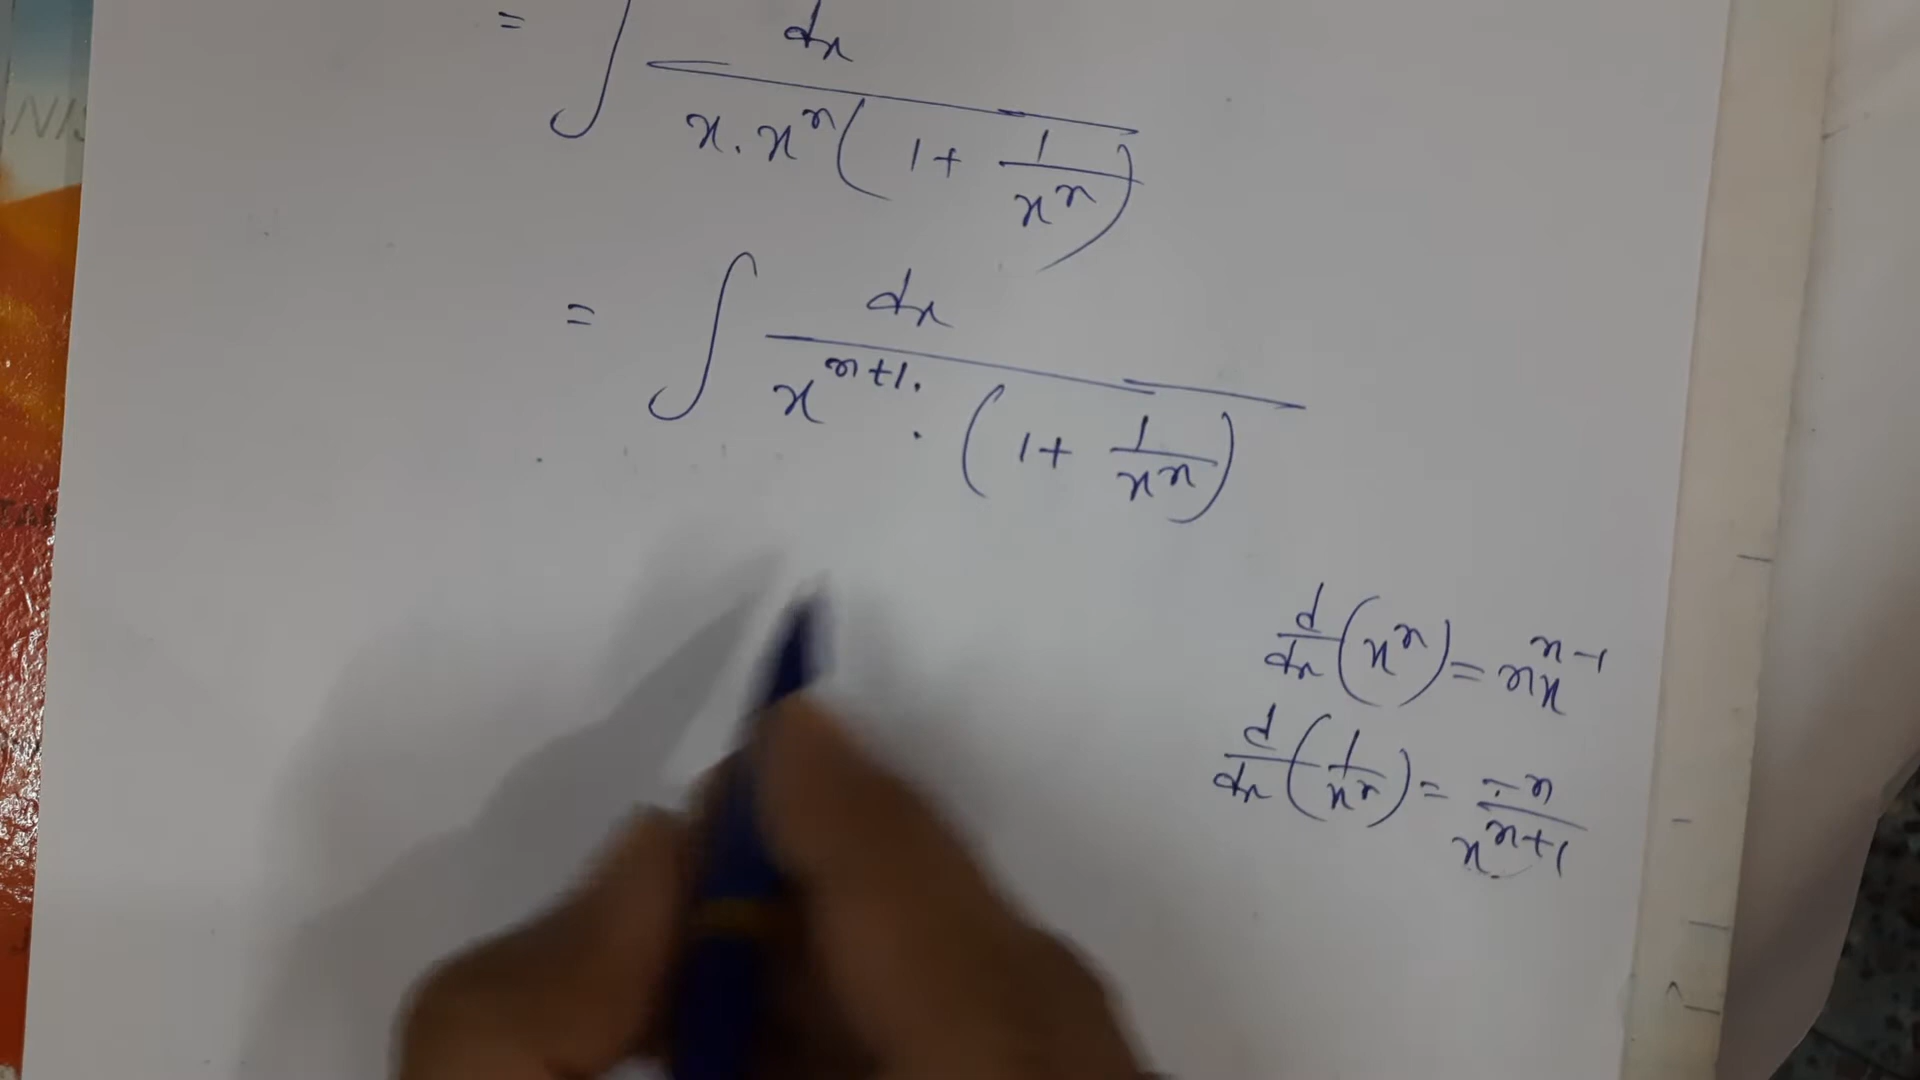 = ∫ dx / x.x^n (1 + 1/x^n)
= ∫ dx / x^(n+1) . (1 + 1/x^n)
d/dx (x^n) = nx^(n-1)
d/dx (1/x^n) = -n / x^(n+1)